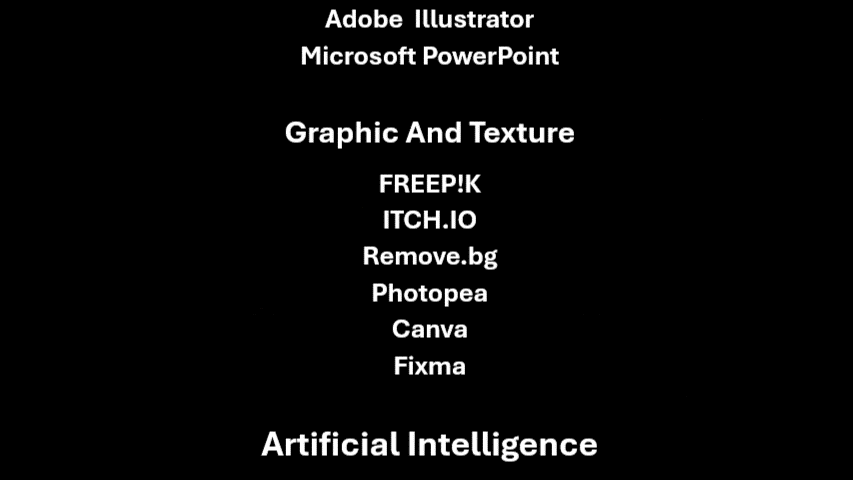 Adobe Illustrator
Microsoft PowerPoint
Graphic And Texture
FREEP!K
ITCH.IO
Remove.bg
Photopea
Canva
Fixma
Artificial Intelligence